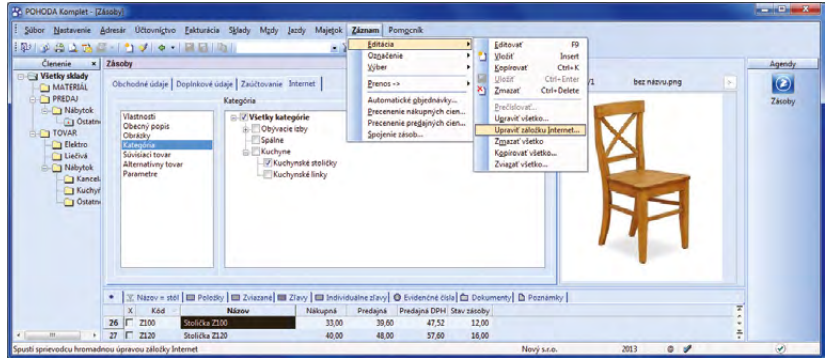 POHODA Komplet - [Zásoby]
Súbor Nastavenie Adresár Účtovníctvo Fakturácia Sklady Mzdy Jazdy Majetok Záznam Pomocník
Členenie × Zásoby
Všetky sklady
MATERIÁL
PREDAJ
Nábytok
Ostatn
TOVAR
Elektro
Liečivá
Nábytok
Kancel
Kuchyň
Ostatn
Obchodné údaje Doplnkové údaje Zaúčtovanie Internet
Vlastnosti
Obecný popis
Obrázky
Kategória
Súvisiaci tovar
Alternatívny tovar
Parametre
Kategória
Všetky kategórie
Obývacie izby
Spálne
Kuchyne
Kuchynské stoličky
Kuchynské linky
Editácia
Označenie
Výber
Prenos ->
Automatické objednávky...
Precenenie nákupných cien...
Precenenie predajných cien...
Spojenie zásob...
Editovať F9
Vložiť Insert
Kopírovať Ctrl+K
Uložiť Ctrl+Enter
Zmazať Ctrl+Delete
Prečíslovať...
Upraviť všetko...
Upraviť záložku Internet...
Zmazať všetko
Kopírovať všetko...
Zviazať všetko...
/1 bez názvu.png >
Agendy
Zásoby
Názov = stôl Položky Zviazané Zľavy Individuálne zľavy Evidenčné čísla Dokumenty Poznámky
X Kód Názov Nákupná Predajná Predajná DPH Stav zásoby
26 Z100 Stolička Z100 33,00 39,60 47,52 12,00
27 Z120 Stolička Z120 40,00 48,00 57,60 16,00
Spustí sprievodcu hromadnou úpravou záložky Internet Nový s.r.o. 2013 @